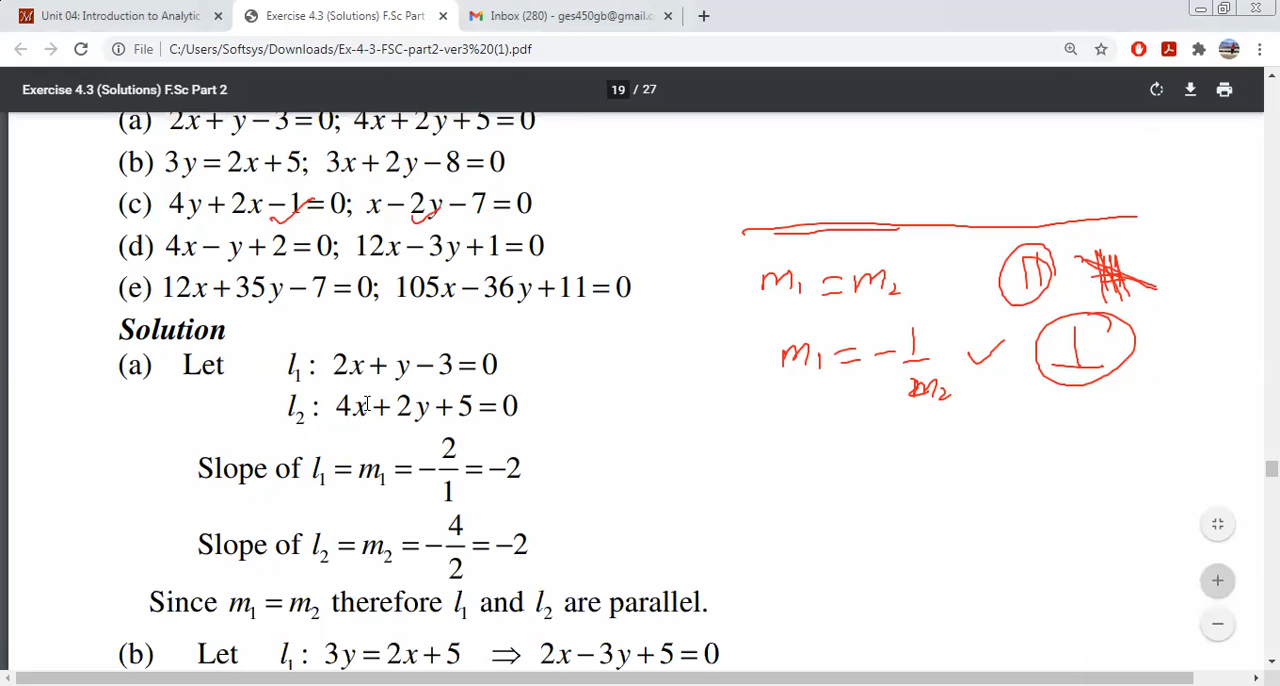 Unit 04: Introduction to Analytic × Exercise 4.3 (Solutions) F.Sc Part × Inbox (280) - ges450gb@gmail.c × +
File | C:/Users/Softsys/Downloads/Ex-4-3-FSC-part2-ver3%20(1).pdf
Exercise 4.3 (Solutions) F.Sc Part 2 19 / 27
(a) 2x + y − 3 = 0; 4x + 2y + 5 = 0
(b) 3y = 2x + 5; 3x + 2y − 8 = 0
(c) 4y + 2x − 1 = 0; x − 2y − 7 = 0
(d) 4x − y + 2 = 0; 12x − 3y + 1 = 0
(e) 12x + 35y − 7 = 0; 105x − 36y + 11 = 0
m₁ = m₂
Solution
m₁ = − 1/m₂ ✓ ⊥
(a) Let l₁ : 2x + y − 3 = 0
l₂ : 4x + 2y + 5 = 0
Slope of l₁ = m₁ = − 2/1 = −2
Slope of l₂ = m₂ = − 4/2 = −2
Since m₁ = m₂ therefore l₁ and l₂ are parallel.
(b) Let l₁ : 3y = 2x + 5 ⇒ 2x − 3y + 5 = 0